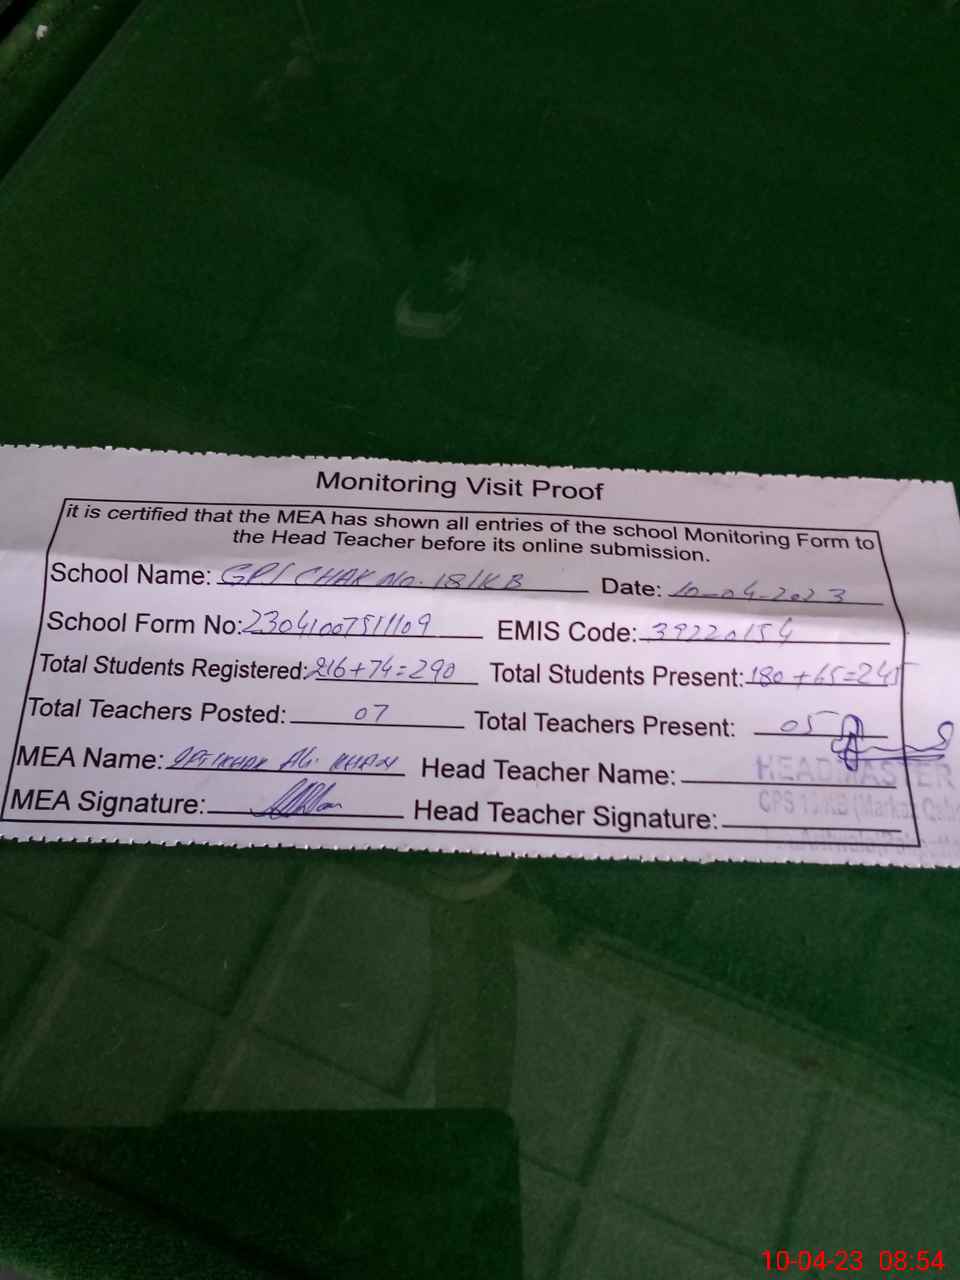 Monitoring Visit Proof
it is certified that the MEA has shown all entries of the school Monitoring Form to
the Head Teacher before its online submission.
School Name: GPS CHAK No. 18/KB Date: 10-04-2023
School Form No: EMIS Code: 39220154
Total Students Registered: 216+74=290 Total Students Present: 180+65=245
Total Teachers Posted: 07 Total Teachers Present: 05
MEA Name: KHAN Head Teacher Name:
HEADMASTER
MEA Signature: Head Teacher Signature:
10-04-23 08:54